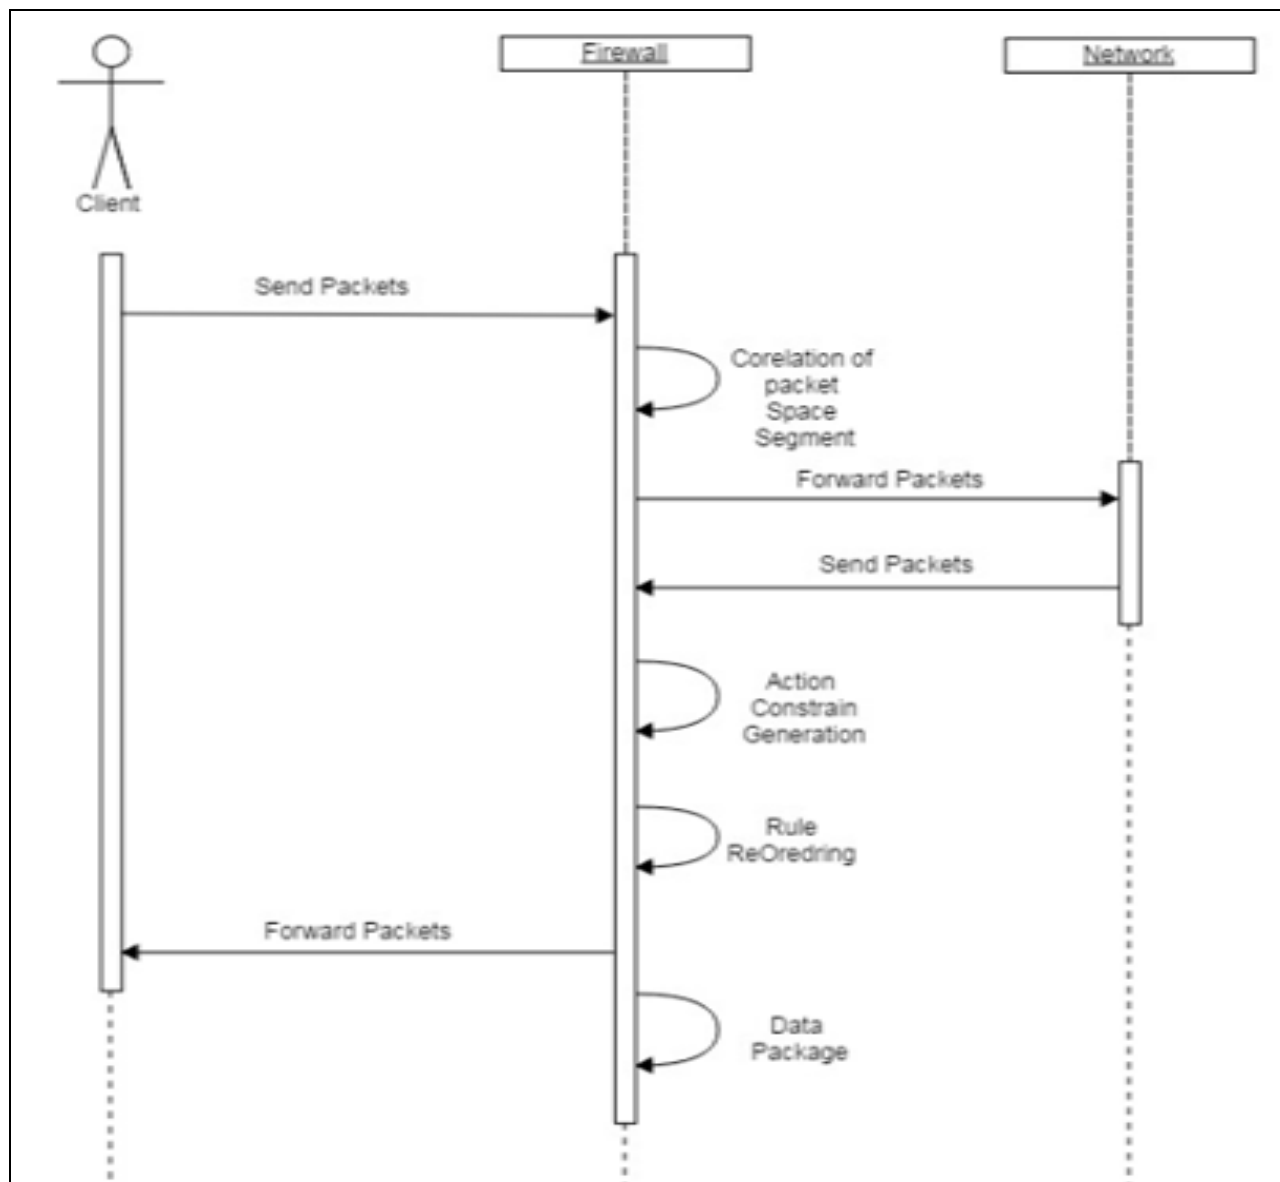 Firewall
Network
Client
Send Packets
Corelation of
packet
Space
Segment
Forward Packets
Send Packets
Action
Constrain
Generation
Rule
ReOredring
Forward Packets
Data
Package